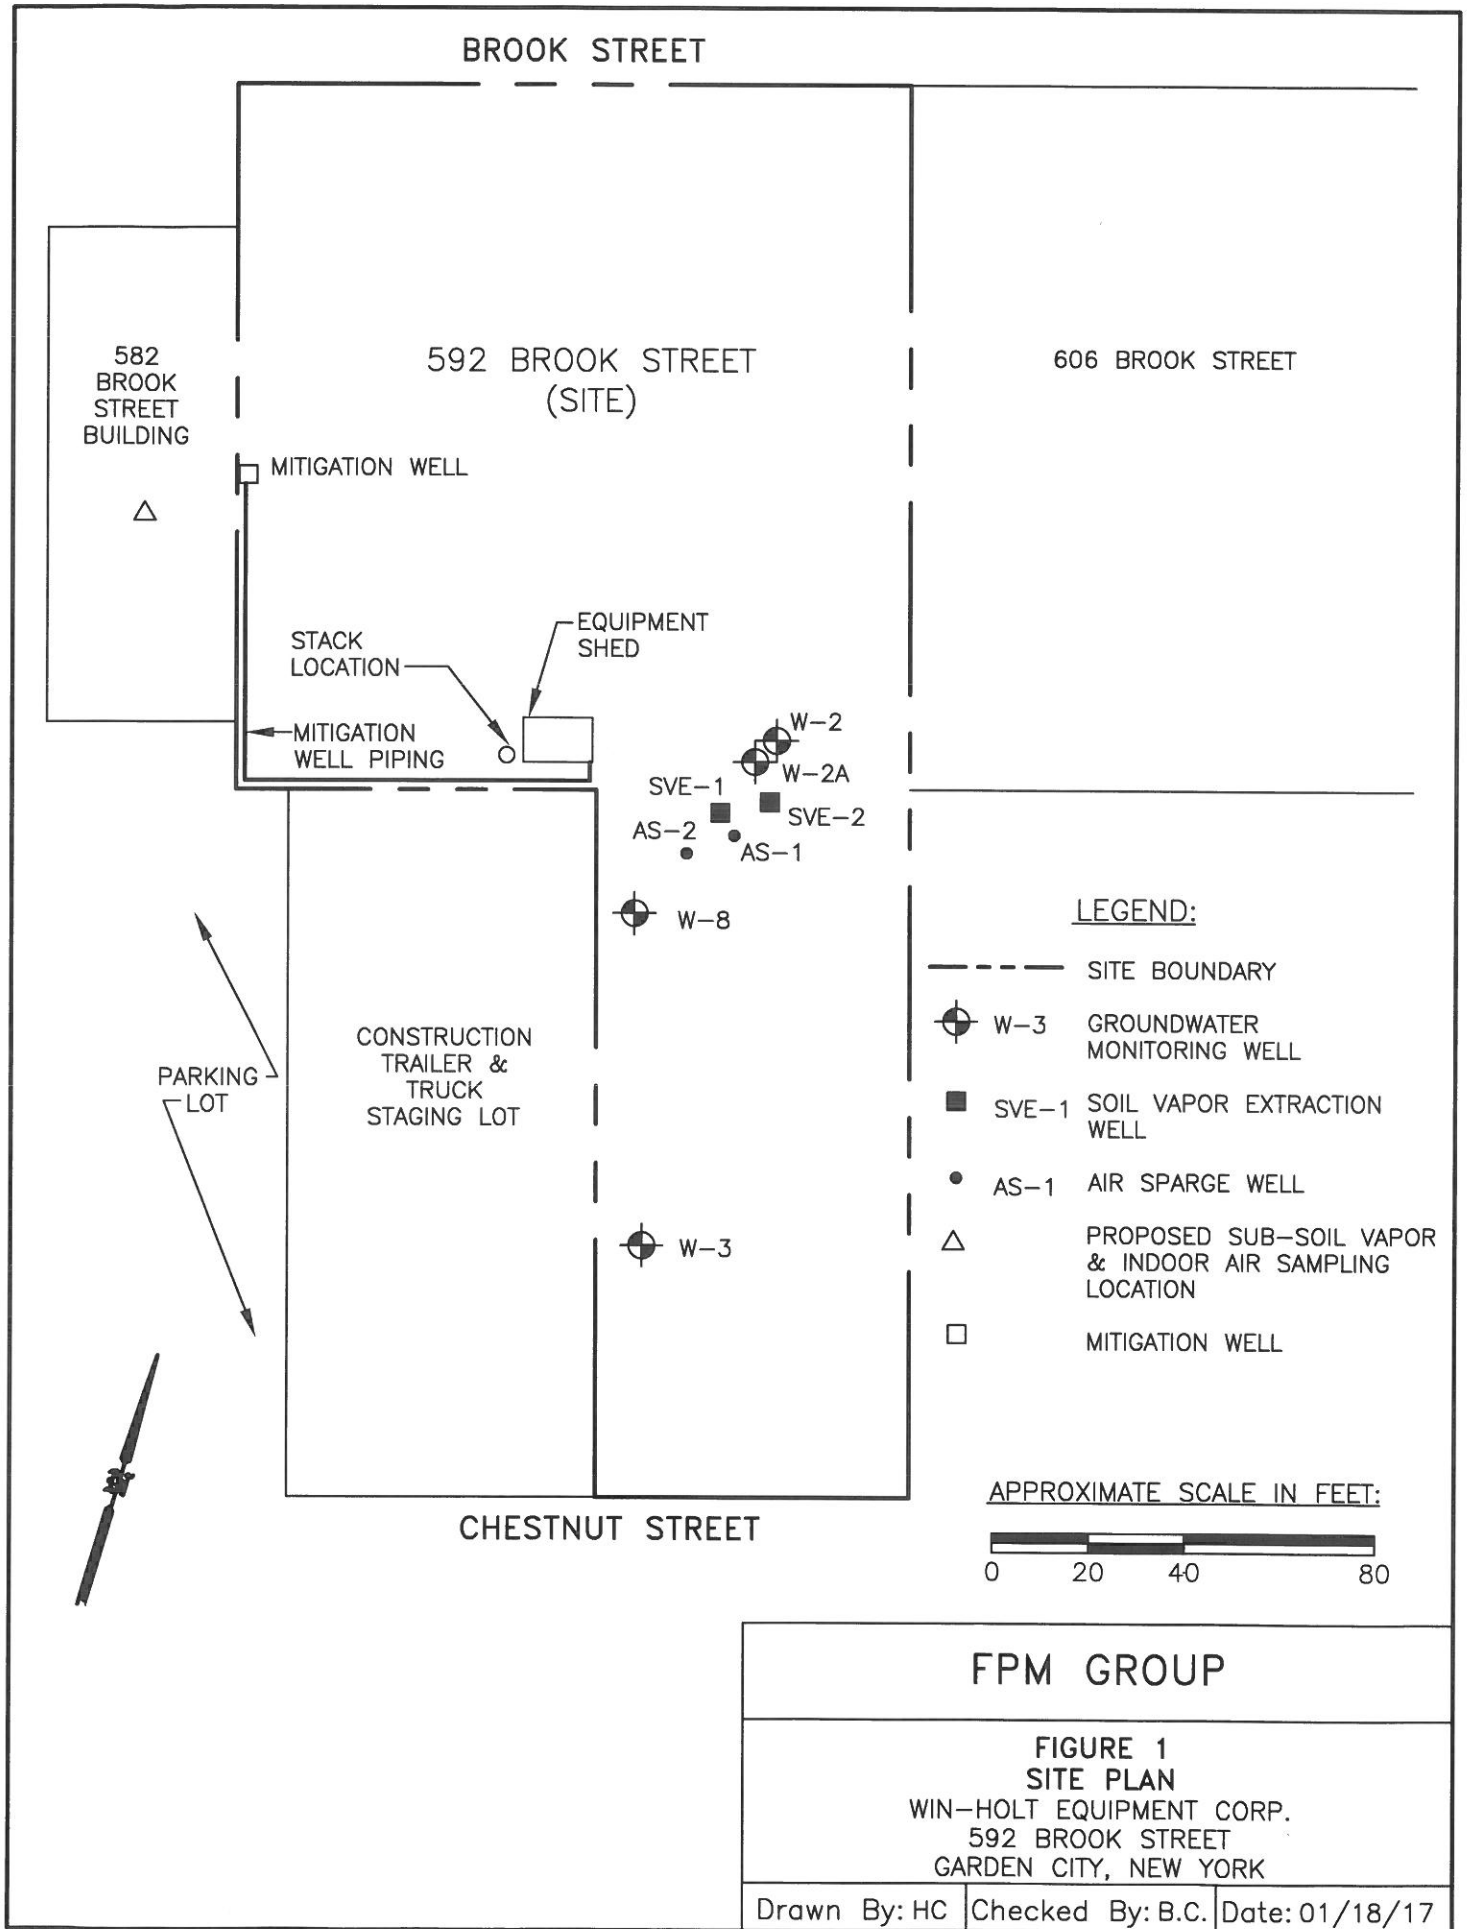 BROOK STREET
582
BROOK
STREET
BUILDING
592 BROOK STREET
(SITE)
606 BROOK STREET
MITIGATION WELL
STACK
LOCATION
EQUIPMENT
SHED
MITIGATION
WELL PIPING
W-2
W-2A
SVE-1
SVE-2
AS-2
AS-1
W-8
CONSTRUCTION
TRAILER &
TRUCK
STAGING LOT
PARKING
LOT
W-3
CHESTNUT STREET
LEGEND:
SITE BOUNDARY
W-3 GROUNDWATER
MONITORING WELL
SVE-1 SOIL VAPOR EXTRACTION
WELL
AS-1 AIR SPARGE WELL
PROPOSED SUB-SOIL VAPOR
& INDOOR AIR SAMPLING
LOCATION
MITIGATION WELL
APPROXIMATE SCALE IN FEET:
0 20 40 80
FPM GROUP
FIGURE 1
SITE PLAN
WIN-HOLT EQUIPMENT CORP.
592 BROOK STREET
GARDEN CITY, NEW YORK
Drawn By: HC Checked By: B.C. Date: 01/18/17